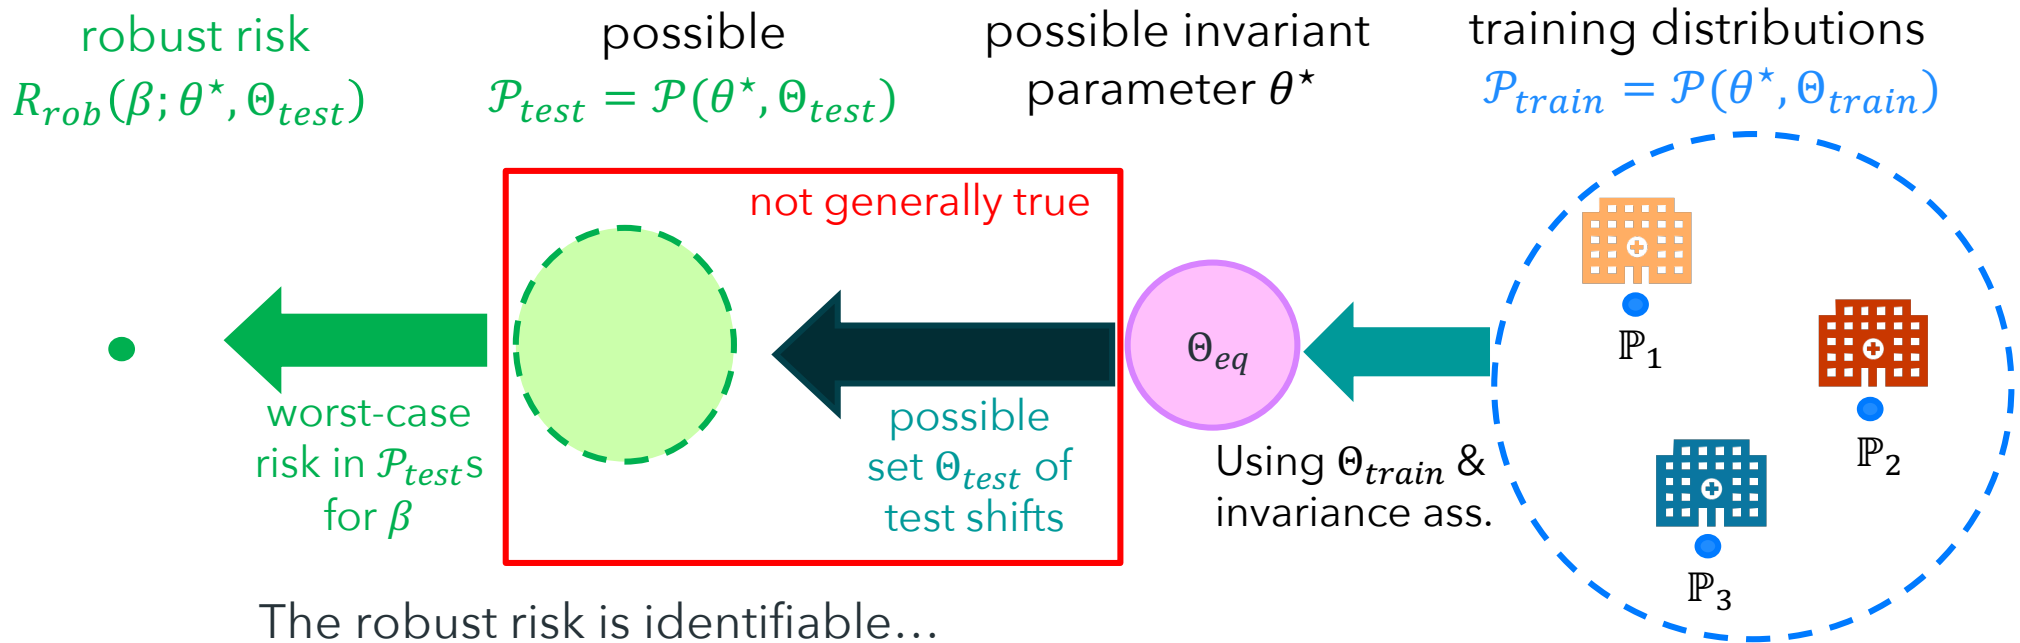 robust risk
R_rob(β; θ⋆, Θ_test)
possible
𝒫_test = 𝒫(θ⋆, Θ_test)
possible invariant
parameter θ⋆
training distributions
𝒫_train = 𝒫(θ⋆, Θ_train)
not generally true
worst-case
risk in 𝒫_test s
for β
possible
set Θ_test of
test shifts
Θ_eq
Using Θ_train &
invariance ass.
ℙ_1
ℙ_2
ℙ_3
The robust risk is identifiable...